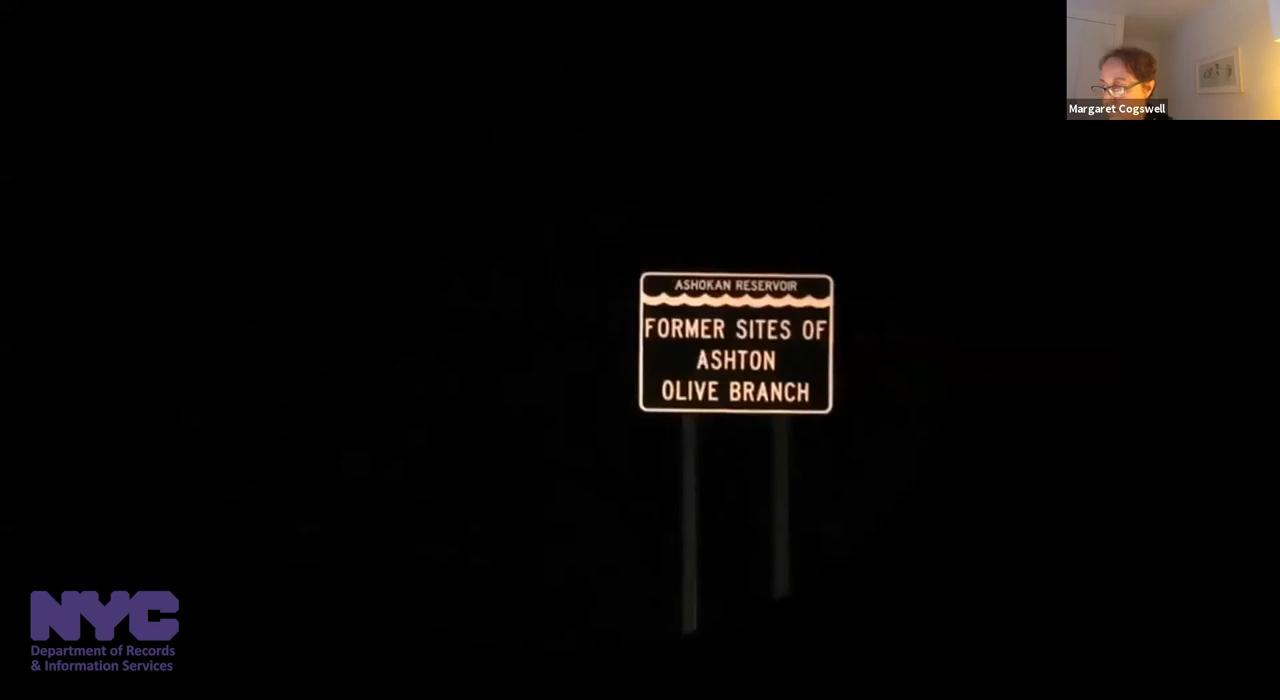 Margaret Cogswell
ASHOKAN RESERVOIR
FORMER SITES OF
ASHTON
OLIVE BRANCH
NYC
Department of Records
& Information Services